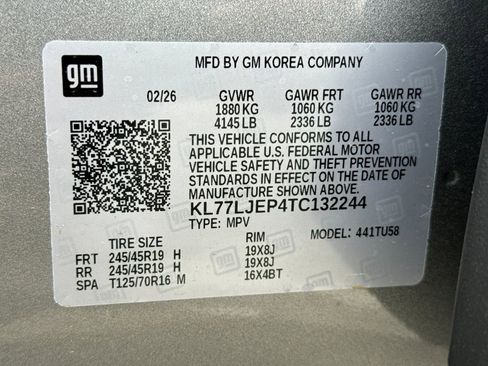 gm
MFD BY GM KOREA COMPANY
02/26 GVWR GAWR FRT GAWR RR
1880 KG 1060 KG 1060 KG
4145 LB 2336 LB 2336 LB
THIS VEHICLE CONFORMS TO ALL
APPLICABLE U.S. FEDERAL MOTOR
VEHICLE SAFETY AND THEFT PREVENTION
STANDARDS IN EFFECT ON THE DATE OF
MANUFACTURE SHOWN ABOVE.
KL77LJEP4TC132244
TYPE: MPV MODEL: 441TU58
TIRE SIZE RIM
FRT 245/45R19 H 19X8J
RR 245/45R19 H 19X8J
SPA T125/70R16 M 16X4BT